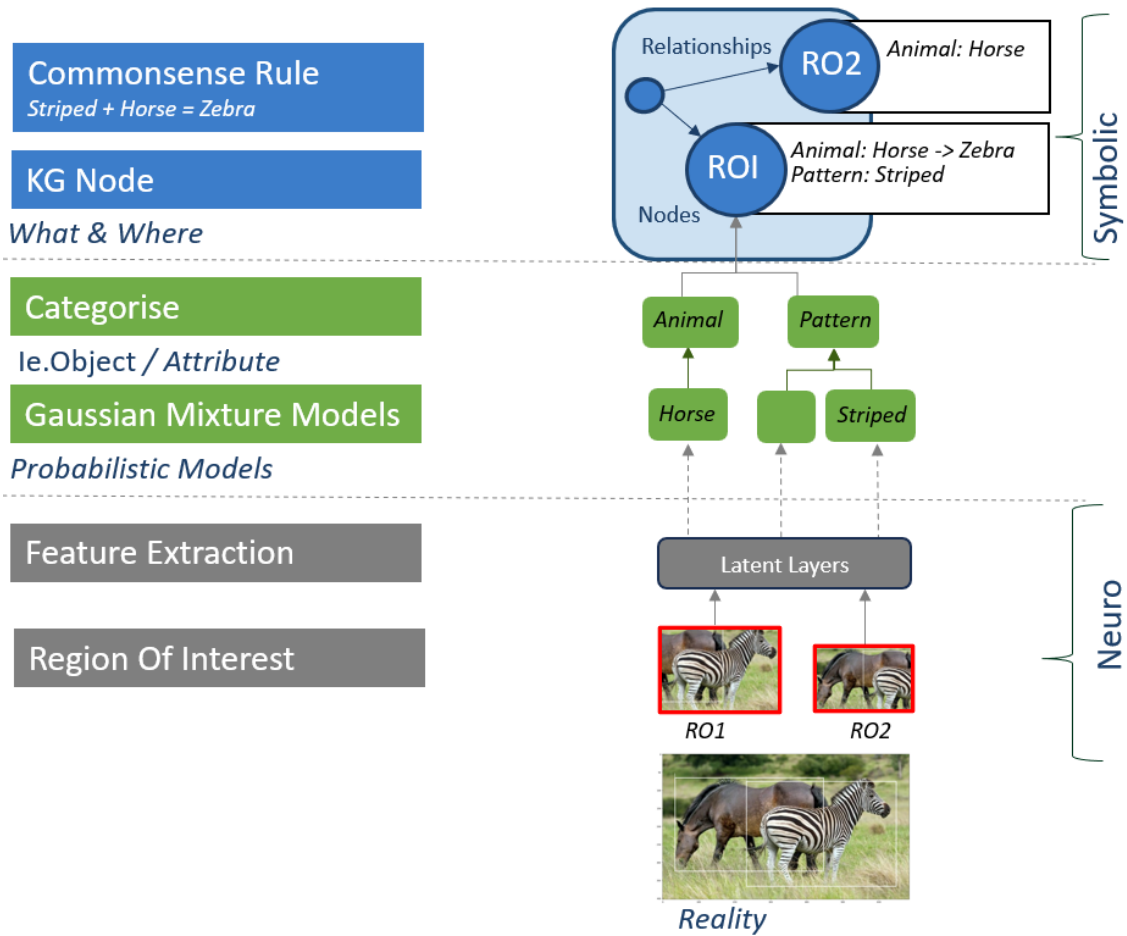 Commonsense Rule
Striped + Horse = Zebra
KG Node
What & Where
Categorise
Ie.Object / Attribute
Gaussian Mixture Models
Probabilistic Models
Feature Extraction
Region Of Interest
Relationships
RO2
Animal: Horse
ROI
Animal: Horse -> Zebra
Pattern: Striped
Nodes
Symbolic
Animal
Pattern
Horse
Striped
Latent Layers
Neuro
RO1
RO2
Reality